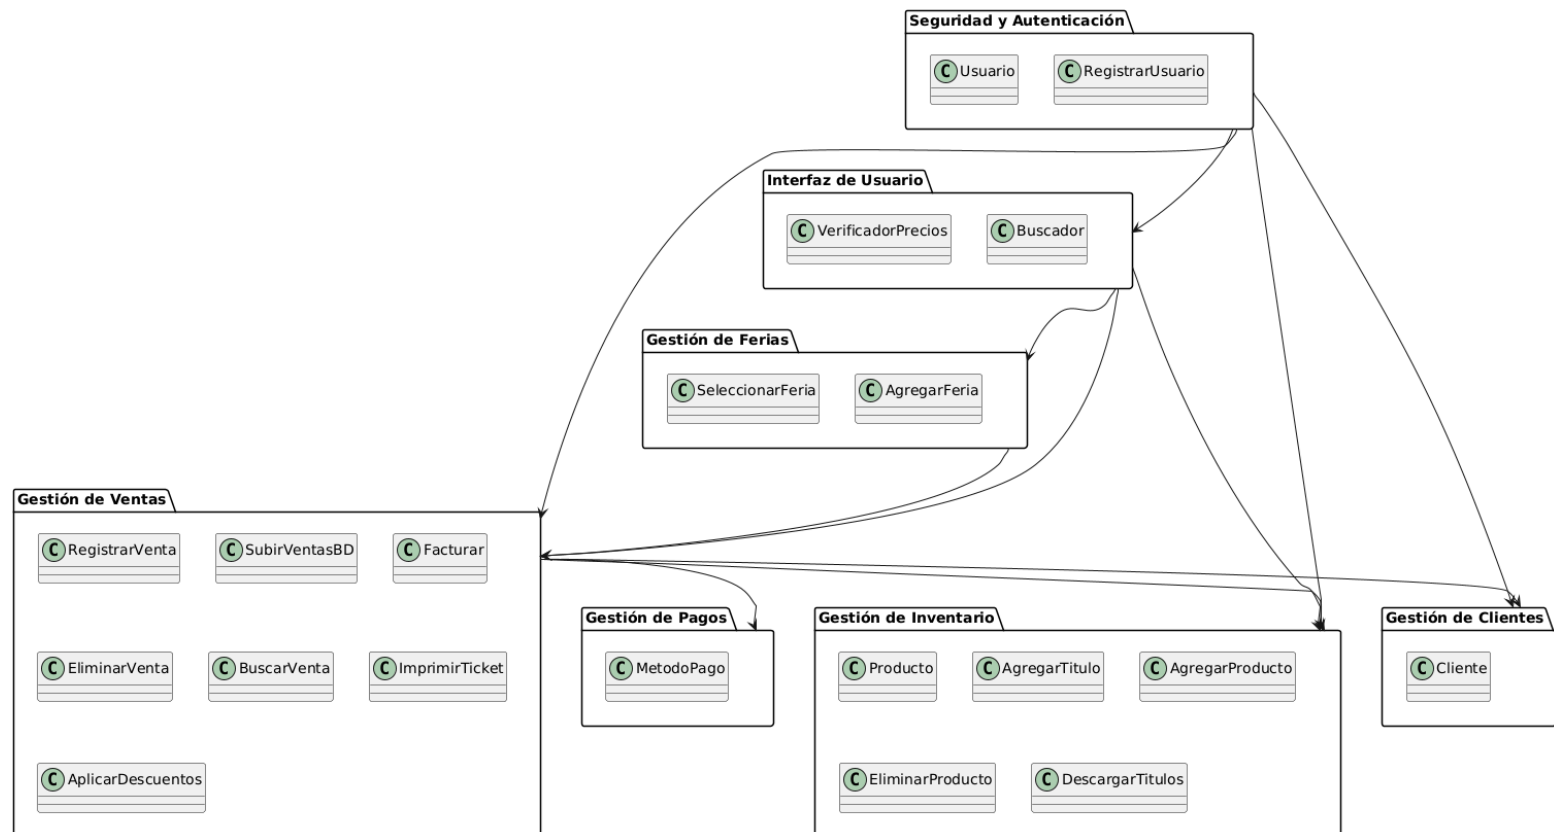 Seguridad y Autenticación
C Usuario
C RegistrarUsuario
Interfaz de Usuario
C VerificadorPrecios
C Buscador
Gestión de Ferias
C SeleccionarFeria
C AgregarFeria
Gestión de Ventas
C RegistrarVenta
C SubirVentasBD
C Facturar
C EliminarVenta
C BuscarVenta
C ImprimirTicket
C AplicarDescuentos
Gestión de Pagos
C MetodoPago
Gestión de Inventario
C Producto
C AgregarTitulo
C AgregarProducto
C EliminarProducto
C DescargarTitulos
Gestión de Clientes
C Cliente